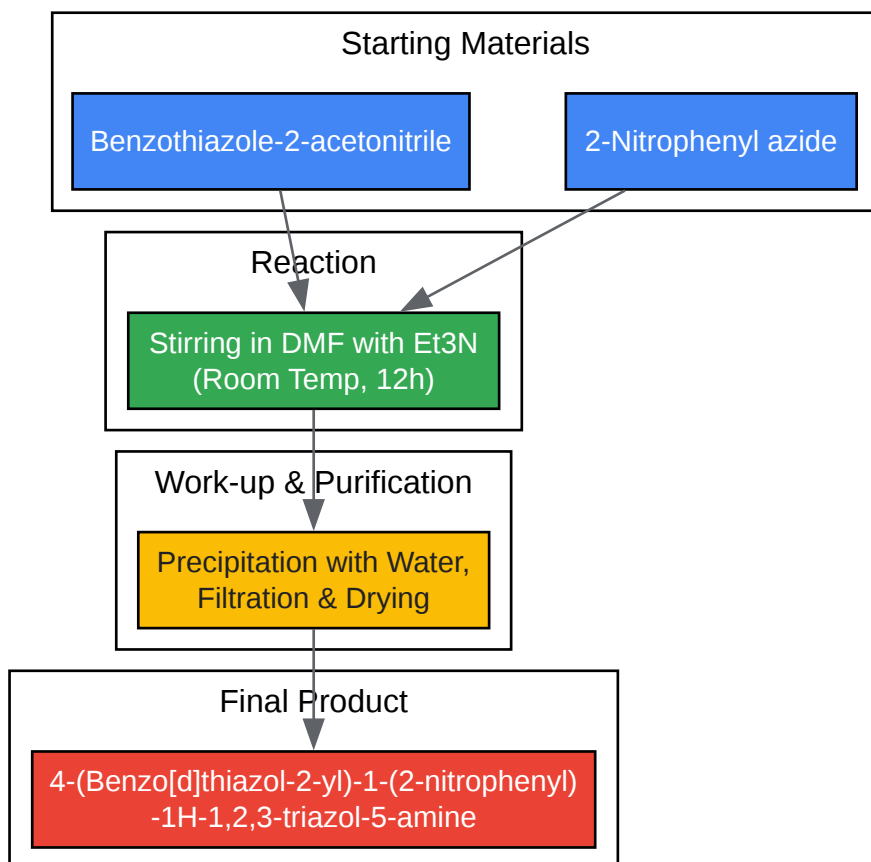 Starting Materials
Benzothiazole-2-acetonitrile
2-Nitrophenyl azide
Reaction
Stirring in DMF with Et3N
(Room Temp, 12h)
Work-up & Purification
Precipitation with Water,
Filtration & Drying
Final Product
4-(Benzo[d]thiazol-2-yl)-1-(2-nitrophenyl)
-1H-1,2,3-triazol-5-amine